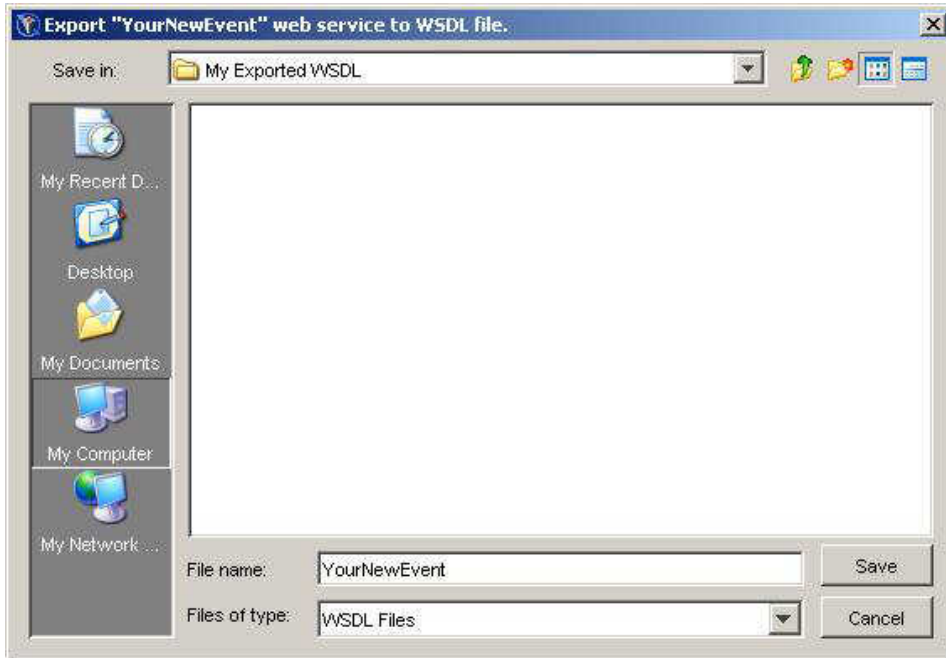 Export "YourNewEvent" web service to WSDL file.
Save in:
My Exported WSDL
My Recent D...
Desktop
My Documents
My Computer
My Network ...
File name:
YourNewEvent
Save
Files of type:
WSDL Files
Cancel